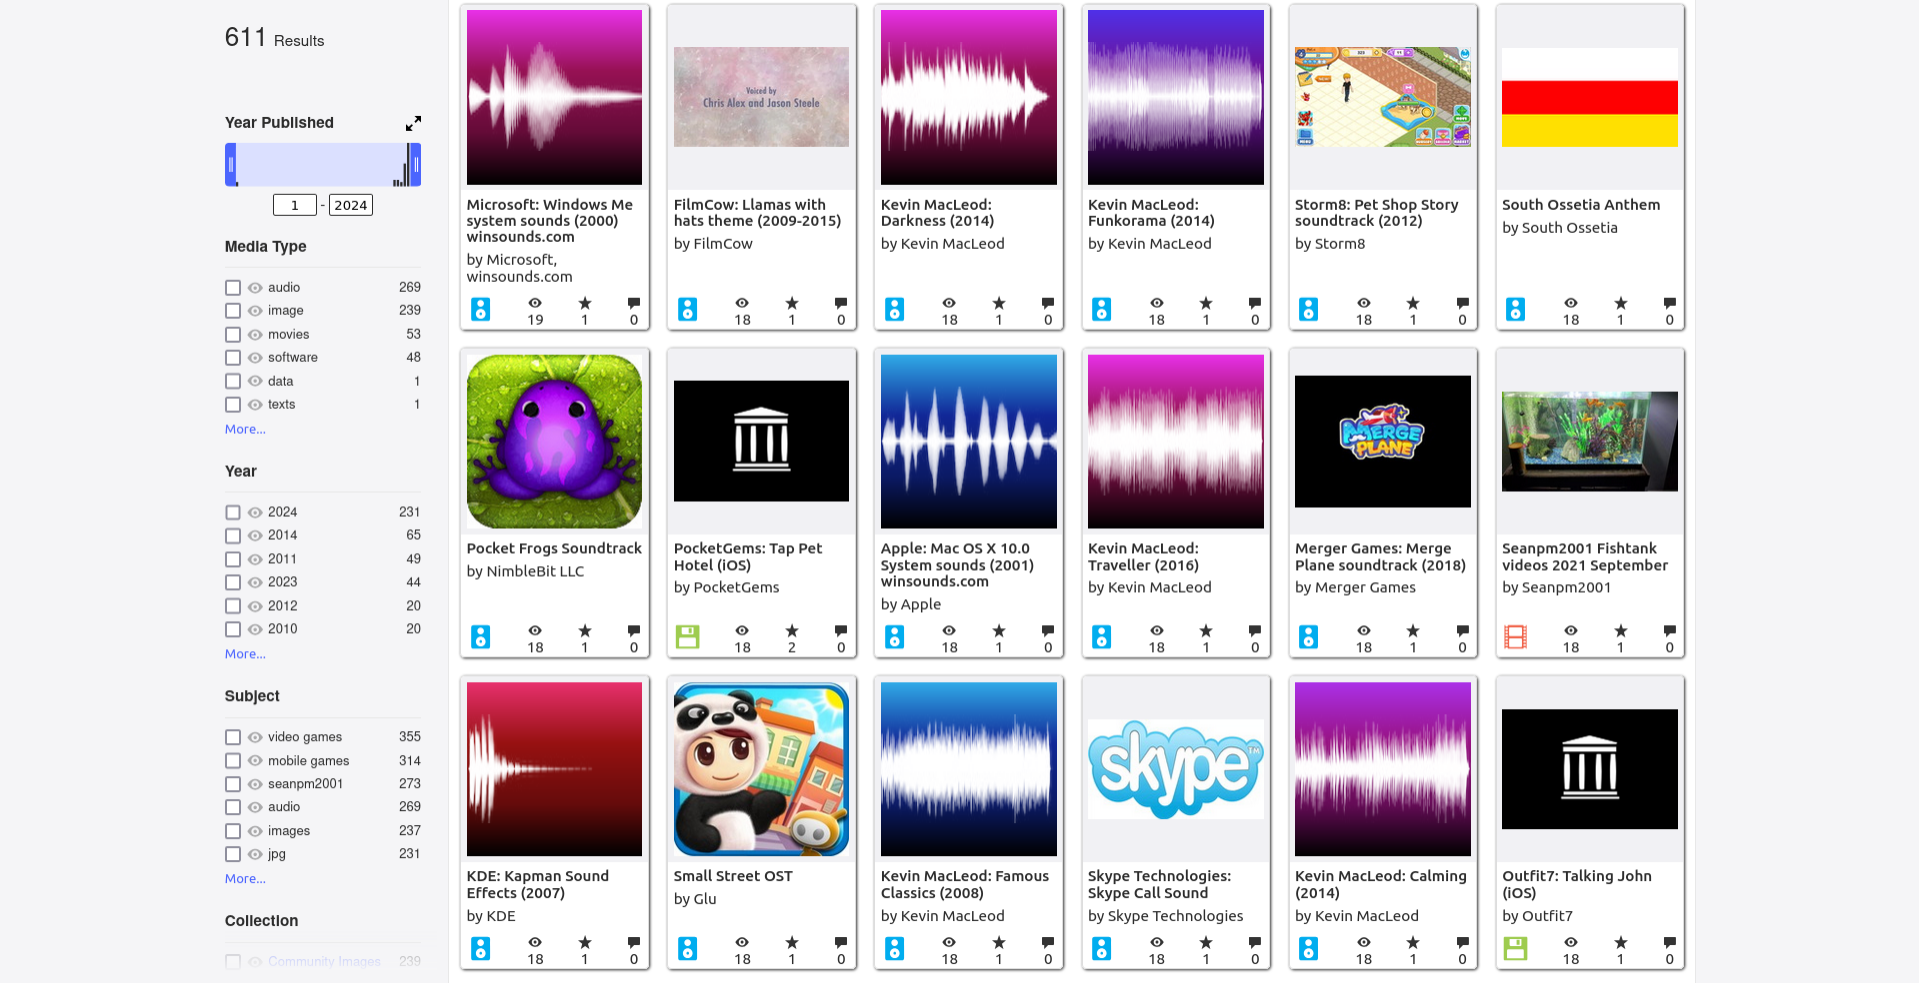 611 Results
Year Published
1 - 2024
Media Type
audio 269
image 239
movies 53
software 48
data 1
texts 1
More...
Year
2024 231
2014 65
2011 49
2023 44
2012 20
2010 20
More...
Subject
video games 355
mobile games 314
seanpm2001 273
audio 269
images 237
jpg 231
More...
Collection
Community Images 239
Microsoft: Windows Me
system sounds (2000)
winsounds.com
by Microsoft,
winsounds.com
19 1 0
Voiced by
Chris Alex and Jason Steele
FilmCow: Llamas with
hats theme (2009-2015)
by FilmCow
18 1 0
Kevin MacLeod:
Darkness (2014)
by Kevin MacLeod
18 1 0
Kevin MacLeod:
Funkorama (2014)
by Kevin MacLeod
18 1 0
Storm8: Pet Shop Story
soundtrack (2012)
by Storm8
18 1 0
South Ossetia Anthem
by South Ossetia
18 1 0
Pocket Frogs Soundtrack
by NimbleBit LLC
18 1 0
PocketGems: Tap Pet
Hotel (iOS)
by PocketGems
18 2 0
Apple: Mac OS X 10.0
System sounds (2001)
winsounds.com
by Apple
18 1 0
Kevin MacLeod:
Traveller (2016)
by Kevin MacLeod
18 1 0
MERGE
PLANE
Merger Games: Merge
Plane soundtrack (2018)
by Merger Games
18 1 0
Seanpm2001 Fishtank
videos 2021 September
by Seanpm2001
18 1 0
KDE: Kapman Sound
Effects (2007)
by KDE
18 1 0
Small Street OST
by Glu
18 1 0
Kevin MacLeod: Famous
Classics (2008)
by Kevin MacLeod
18 1 0
skype TM
Skype Technologies:
Skype Call Sound
by Skype Technologies
18 1 0
Kevin MacLeod: Calming
(2014)
by Kevin MacLeod
18 1 0
Outfit7: Talking John
(iOS)
by Outfit7
18 1 0